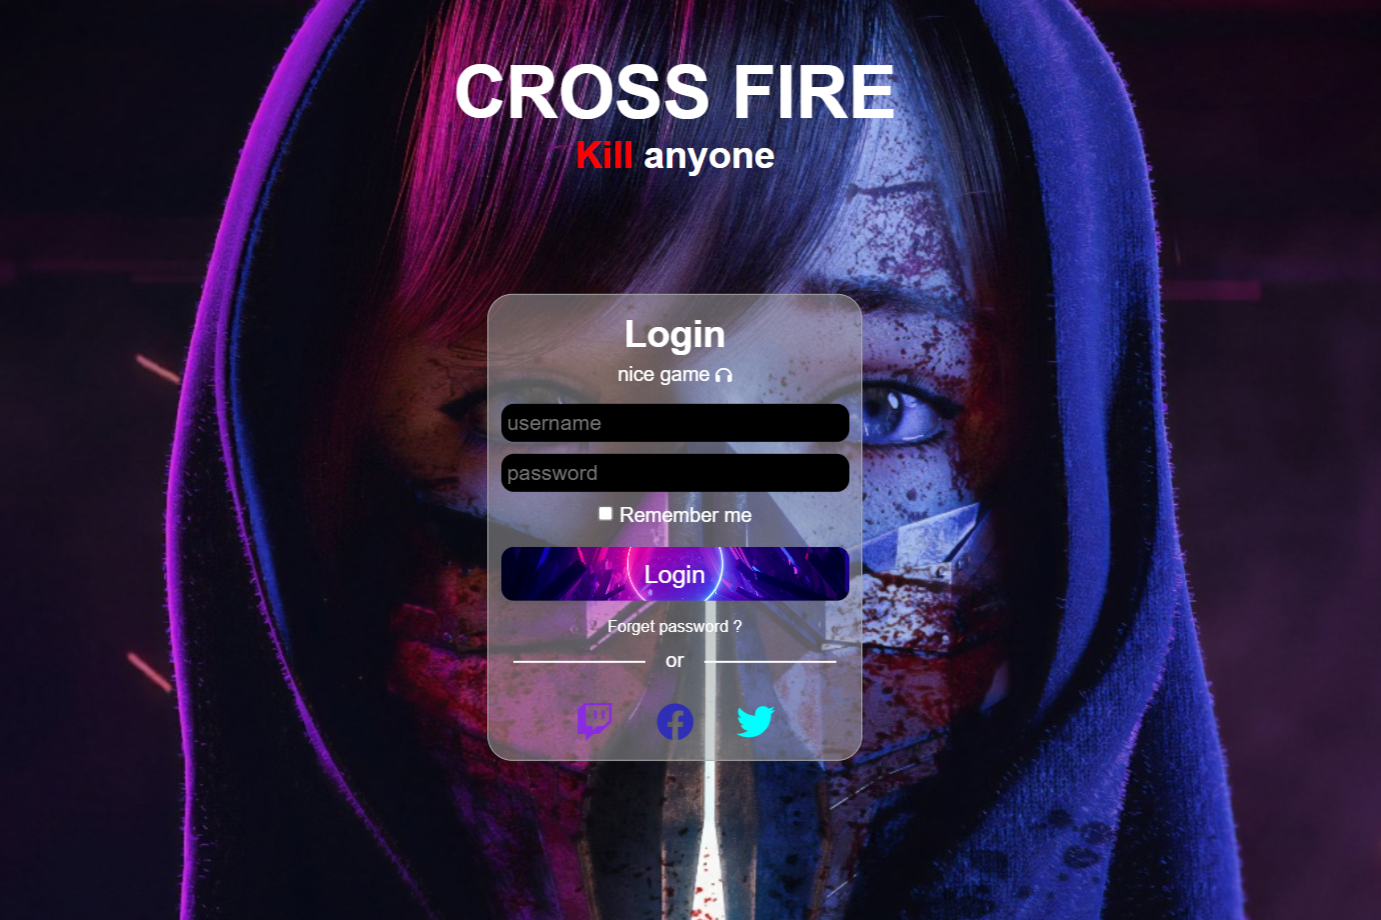 CROSS FIRE
Kill anyone
Login
nice game
username
password
Remember me
Login
Forget password ?
or